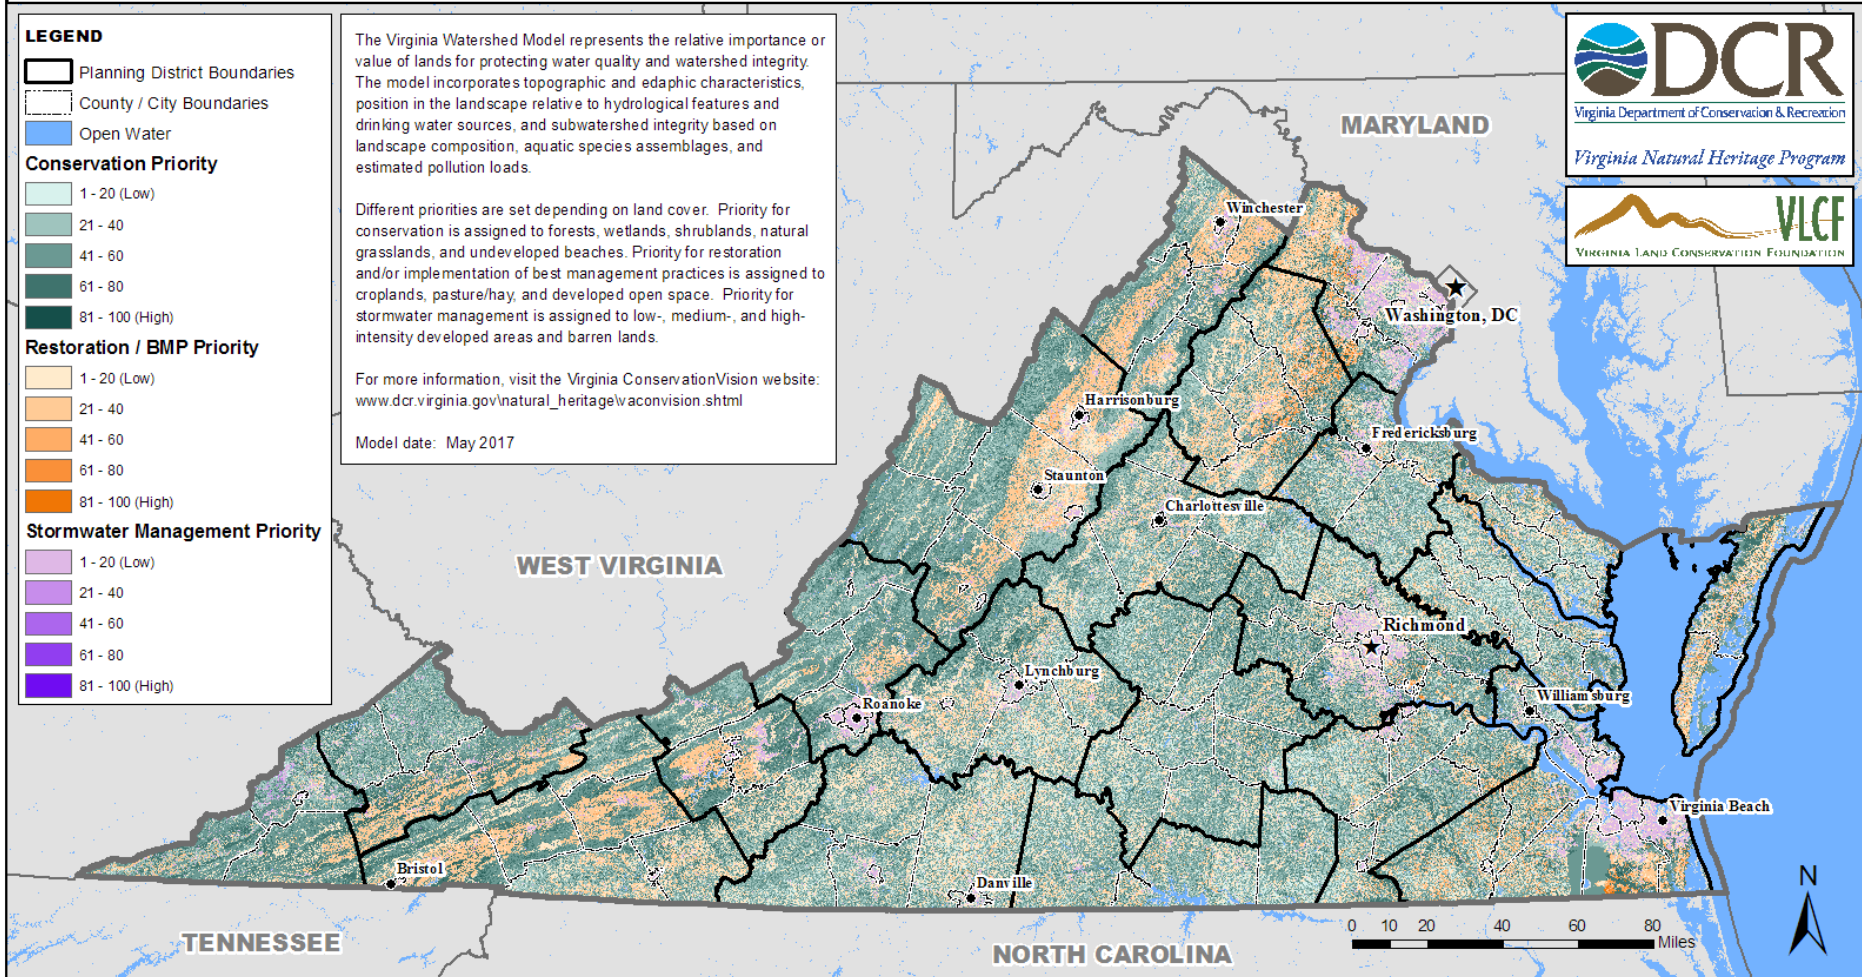 LEGEND
Planning District Boundaries
County / City Boundaries
Open Water
Conservation Priority
1 - 20 (Low)
21 - 40
41 - 60
61 - 80
81 - 100 (High)
Restoration / BMP Priority
1 - 20 (Low)
21 - 40
41 - 60
61 - 80
81 - 100 (High)
Stormwater Management Priority
1 - 20 (Low)
21 - 40
41 - 60
61 - 80
81 - 100 (High)
The Virginia Watershed Model represents the relative importance or
value of lands for protecting water quality and watershed integrity.
The model incorporates topographic and edaphic characteristics,
position in the landscape relative to hydrological features and
drinking water sources, and subwatershed integrity based on
landscape composition, aquatic species assemblages, and
estimated pollution loads.
Different priorities are set depending on land cover. Priority for
conservation is assigned to forests, wetlands, shrublands, natural
grasslands, and undeveloped beaches. Priority for restoration
and/or implementation of best management practices is assigned to
croplands, pasture/hay, and developed open space. Priority for
stormwater management is assigned to low-, medium-, and high-
intensity developed areas and barren lands.
For more information, visit the Virginia ConservationVision website:
www.dcr.virginia.gov\natural_heritage\vaconvision.shtml
Model date: May 2017
DCR
Virginia Department of Conservation & Recreation
Virginia Natural Heritage Program
VLCF
VIRGINIA LAND CONSERVATION FOUNDATION
MARYLAND
Winchester
Washington, DC
Harrisonburg
Fredericksburg
Staunton
Charlottesville
WEST VIRGINIA
Richmond
Lynchburg
Roanoke
Williamsburg
Virginia Beach
Bristol
Danville
TENNESSEE
NORTH CAROLINA
N
0 10 20 40 60 80
Miles